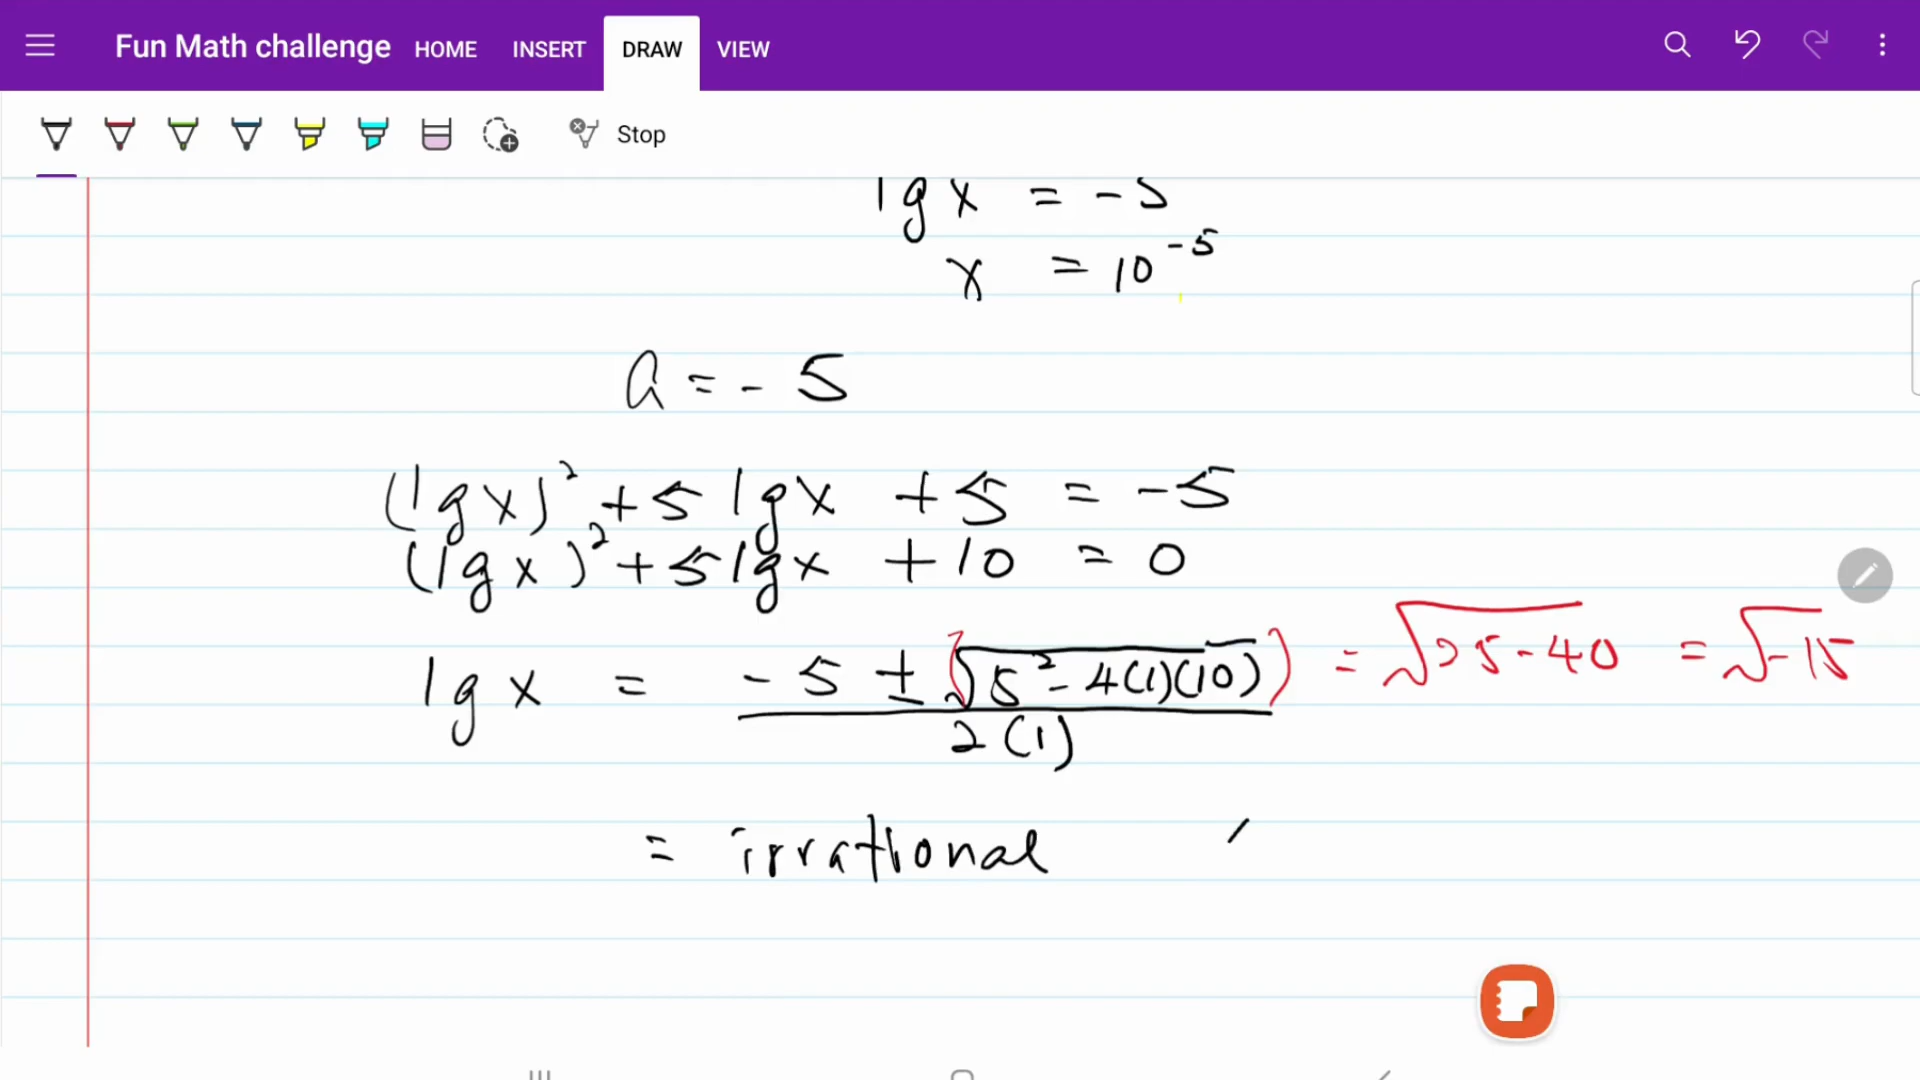 Fun Math challenge HOME INSERT DRAW VIEW
Stop
lg x = -5
x = 10^-5
a = - 5
(lg x)² + 5 lg x + 5 = -5
(lg x)² + 5 lg x + 10 = 0
lg x = (-5 ± (√(5² - 4(1)(10)))) / 2(1) = √25-40 = √-15
= irrational